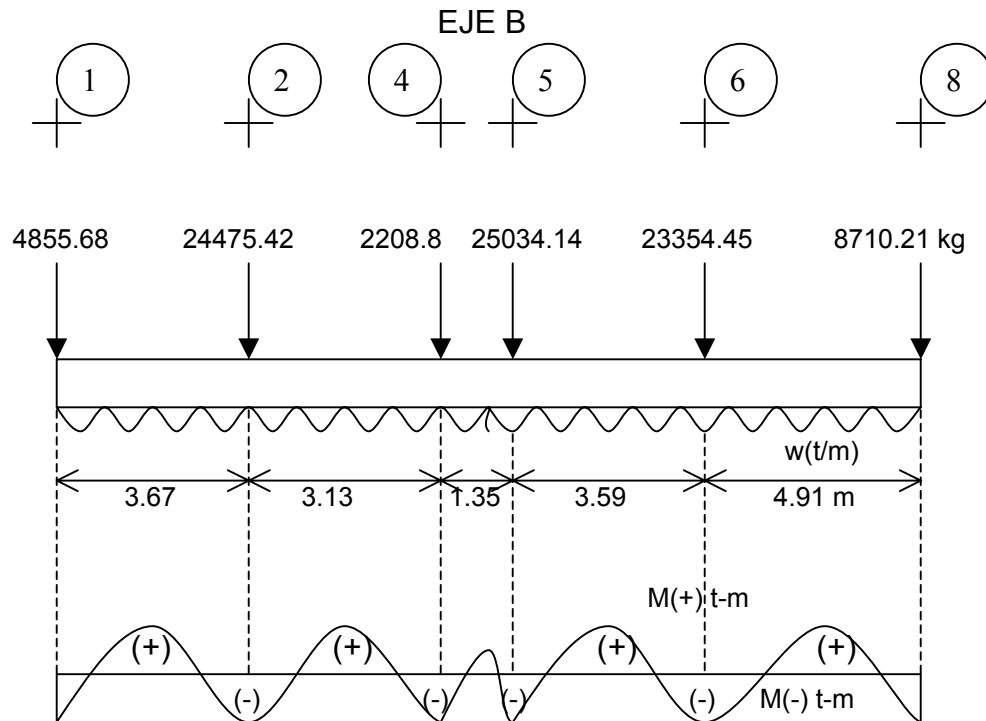 EJE B
1 2 4 5 6 8
4855.68 24475.42 2208.8 25034.14 23354.45 8710.21 kg
w(t/m)
3.67 3.13 1.35 3.59 4.91 m
M(+) t-m
(+) (+) (+) (+)
(-) (-) (-) (-) M(-) t-m